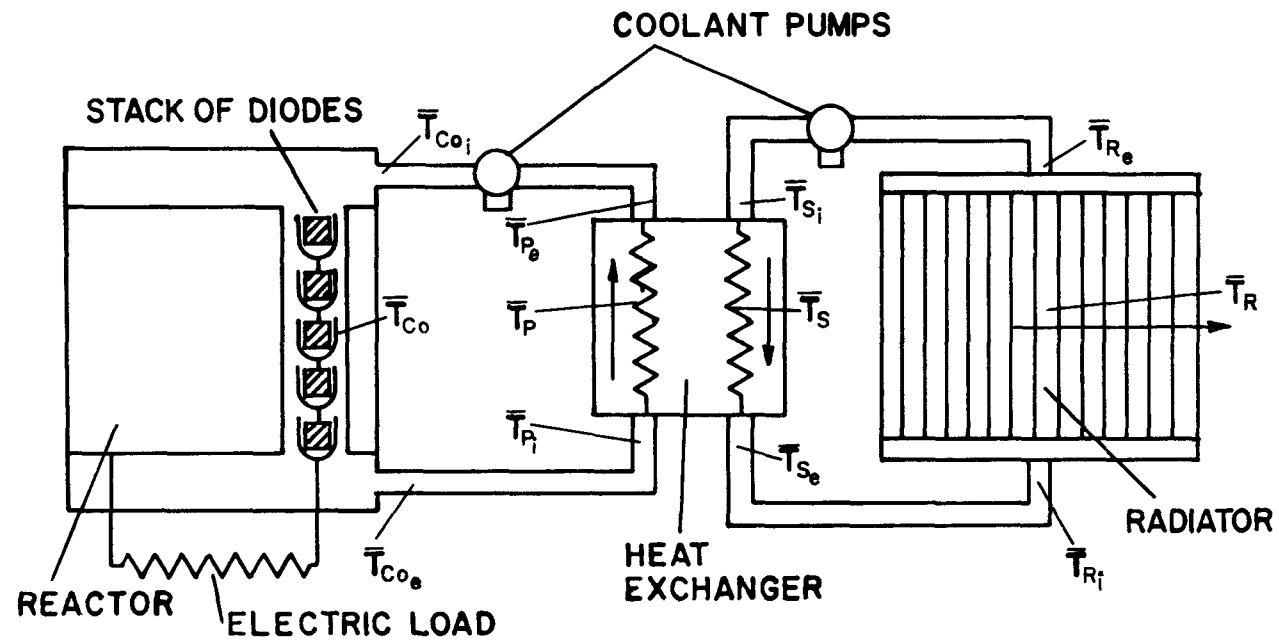 COOLANT PUMPS
STACK OF DIODES
T̿Coᵢ
T̿Rₑ
T̿Sᵢ
T̿Pₑ
T̿R
T̿Co
T̿P
T̿S
T̿Pᵢ
T̿Sₑ
RADIATOR
HEAT
EXCHANGER
T̿Coₑ
T̿Rᵢ
REACTOR
ELECTRIC LOAD